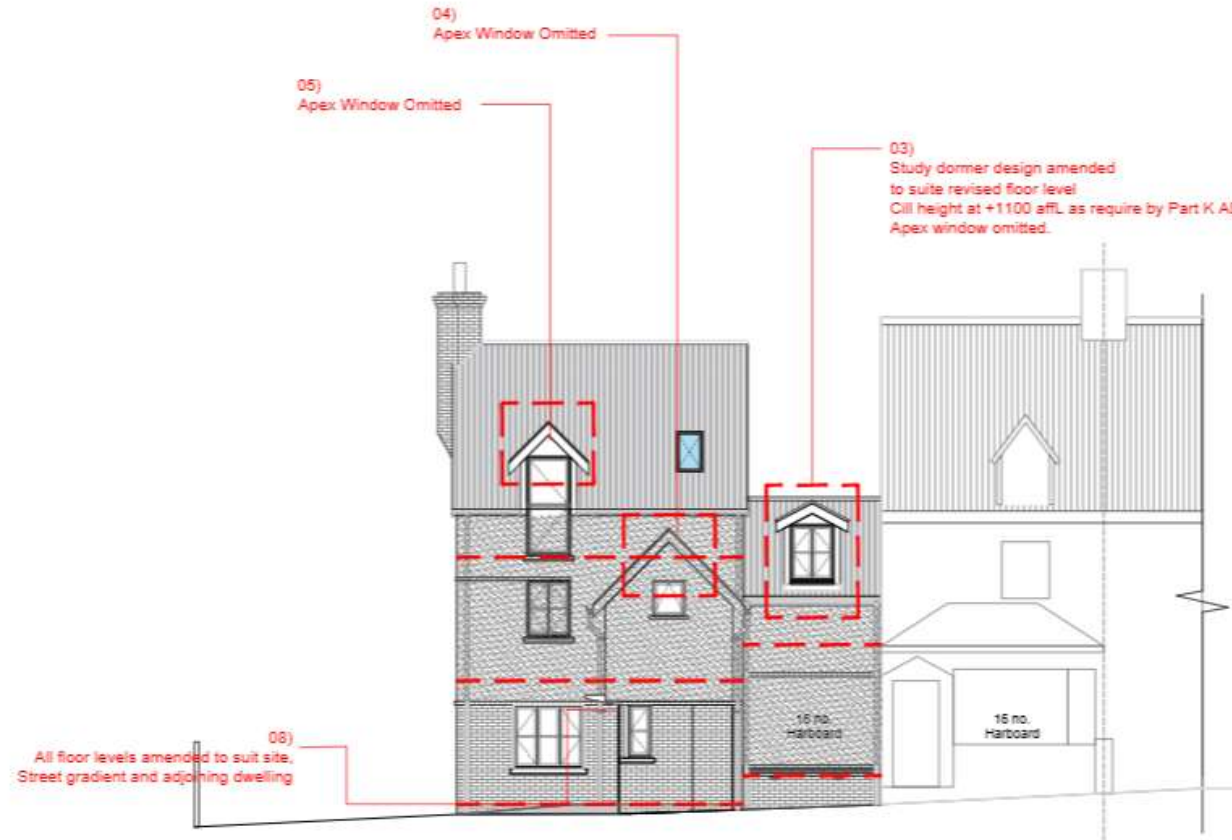 04)
Apex Window Omitted
05)
Apex Window Omitted
03)
Study dormer design amended
to suite revised floor level
Cill height at +1100 affL as require by Part K AD
Apex window omitted.
16 no.
Harboard
16 no.
Harboard
08)
All floor levels amended to suit site,
Street gradient and adjoining dwelling